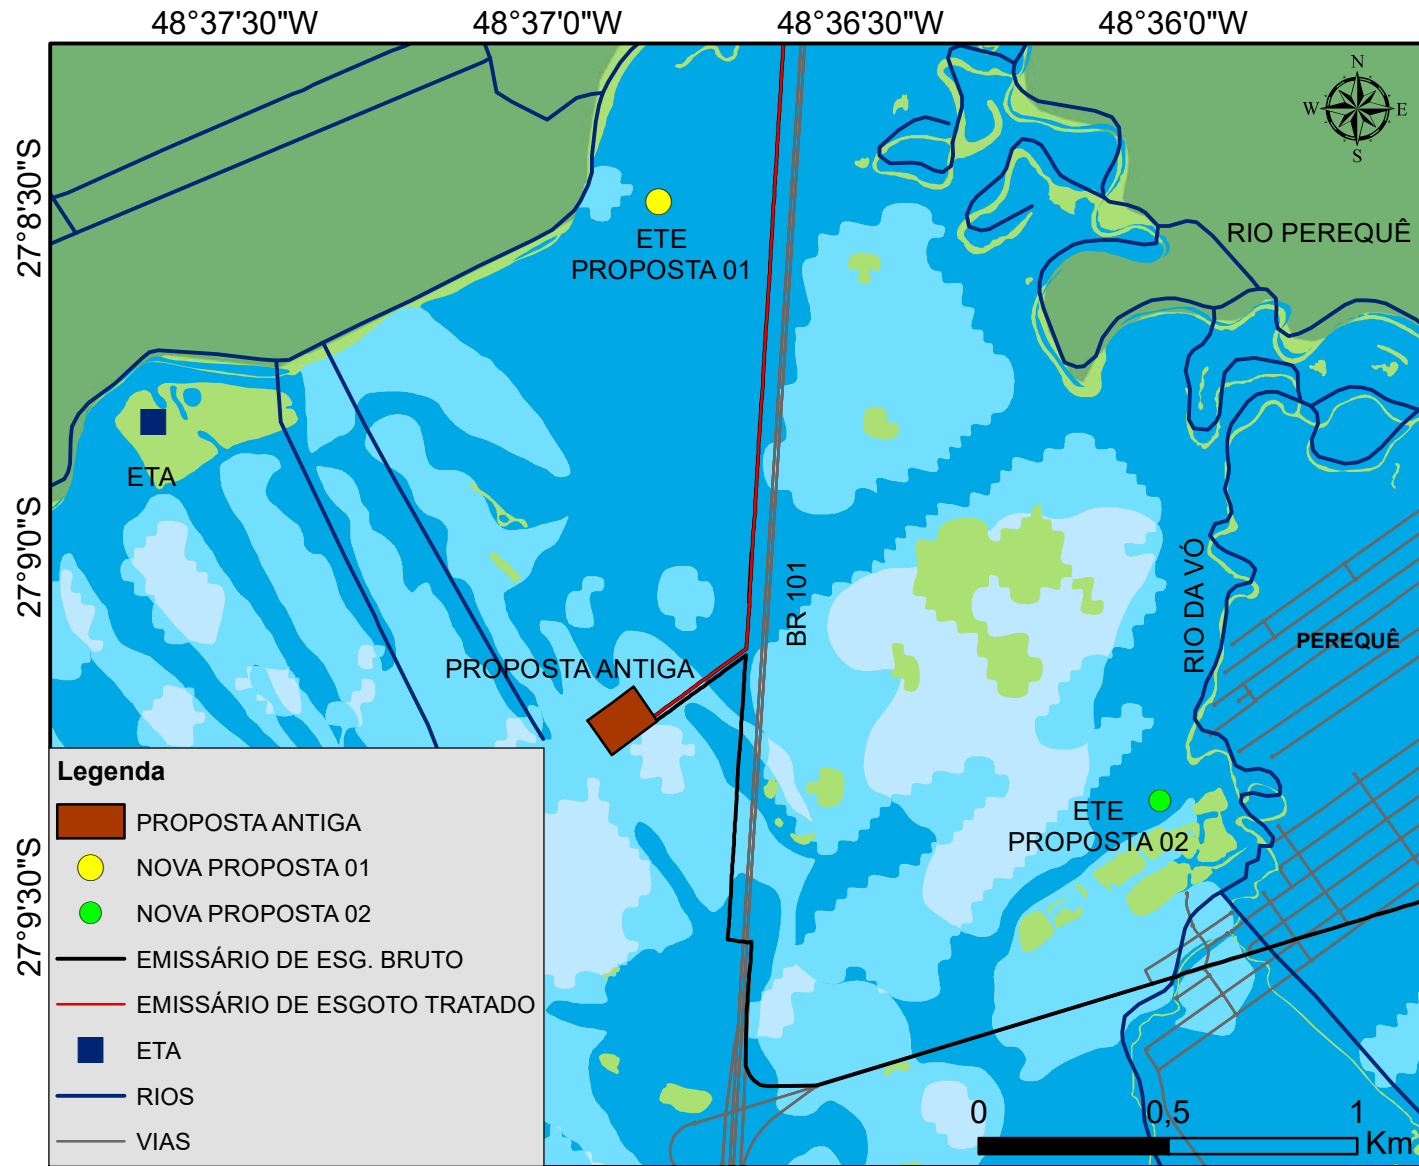 48°37'30"W 48°37'0"W 48°36'30"W 48°36'0"W
27°8'30"S
27°9'0"S
27°9'30"S
N
W E
S
RIO PEREQUÊ
ETE
PROPOSTA 01
ETA
BR 101
RIO DA VÓ
PEREQUÊ
PROPOSTA ANTIGA
ETE
PROPOSTA 02
Legenda
PROPOSTA ANTIGA
NOVA PROPOSTA 01
NOVA PROPOSTA 02
EMISSÁRIO DE ESG. BRUTO
EMISSÁRIO DE ESGOTO TRATADO
ETA
RIOS
VIAS
0 0,5 1
Km